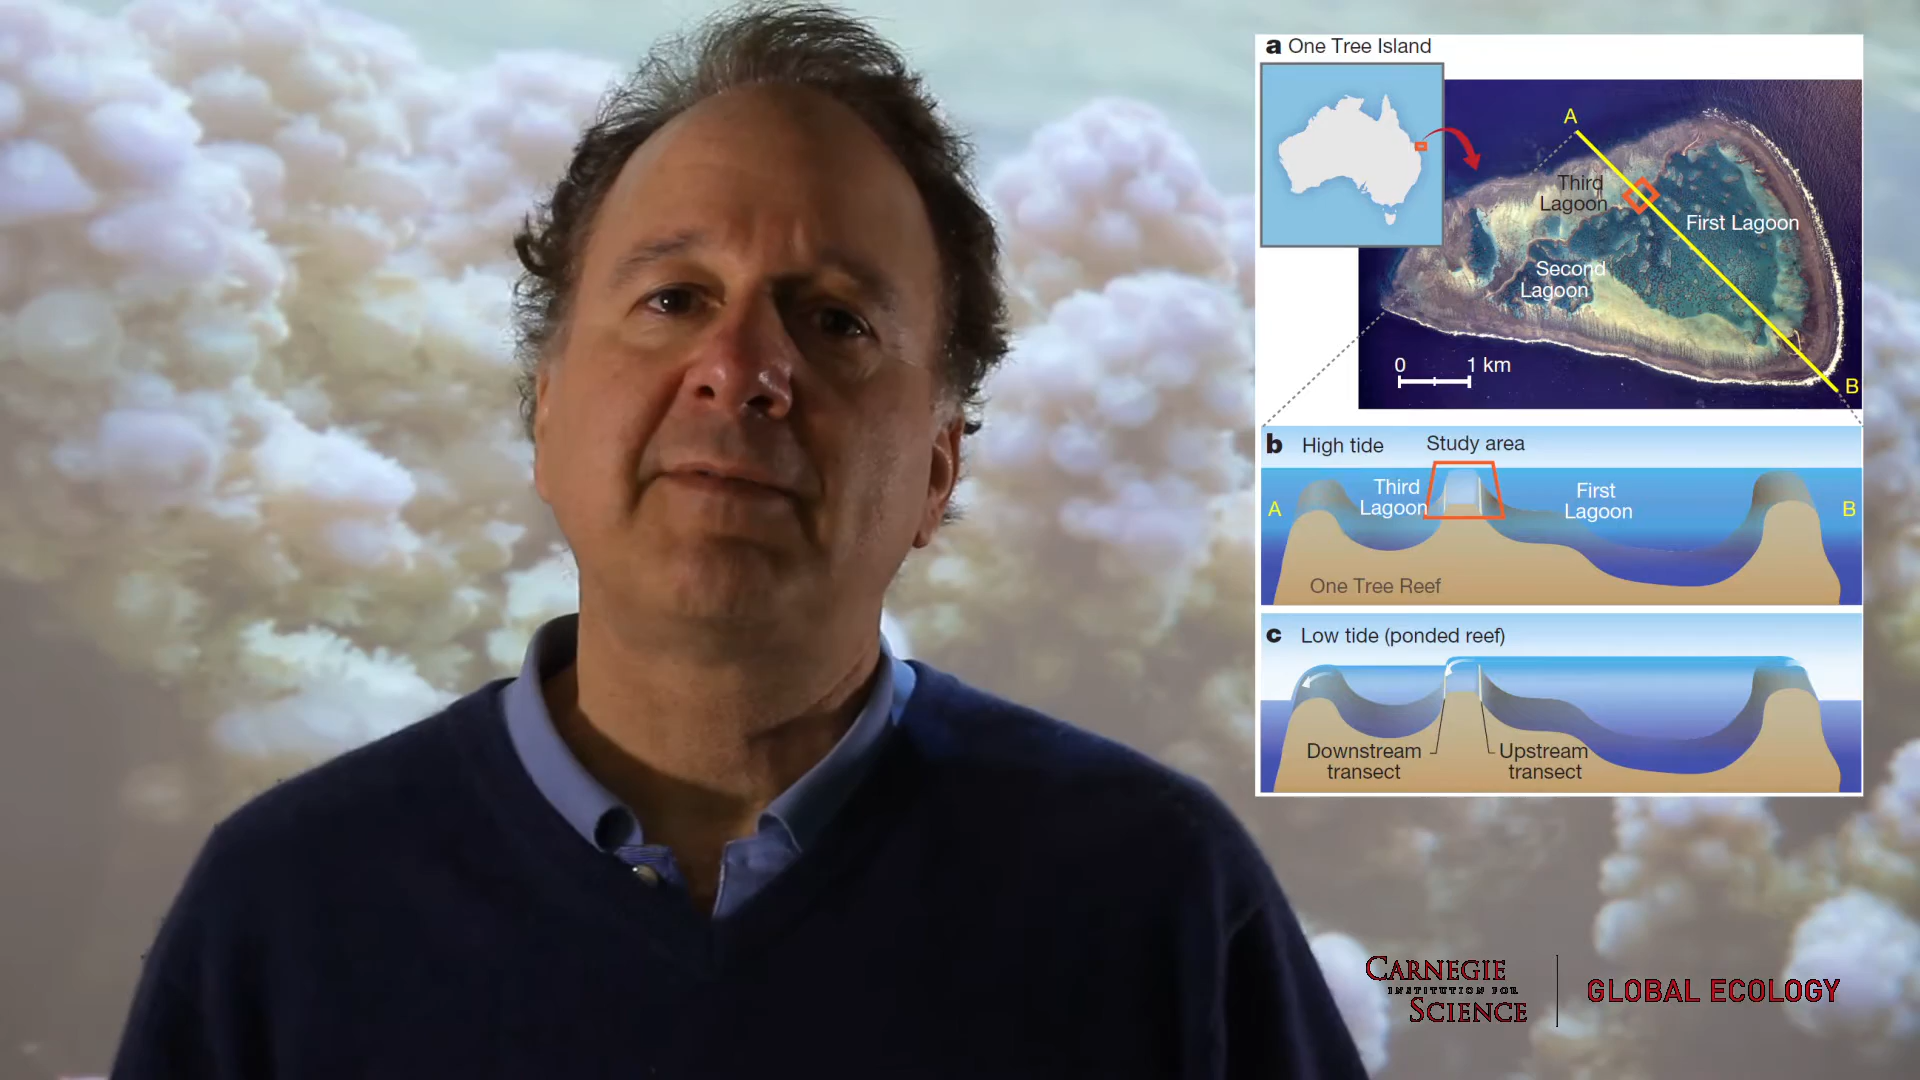 a One Tree Island
A
Third
Lagoon
First Lagoon
Second
Lagoon
0 1 km
B
b High tide Study area
A
Third
Lagoon
First
Lagoon
B
One Tree Reef
c Low tide (ponded reef)
Downstream
transect
Upstream
transect
CARNEGIE
INSTITUTION FOR
SCIENCE
GLOBAL ECOLOGY